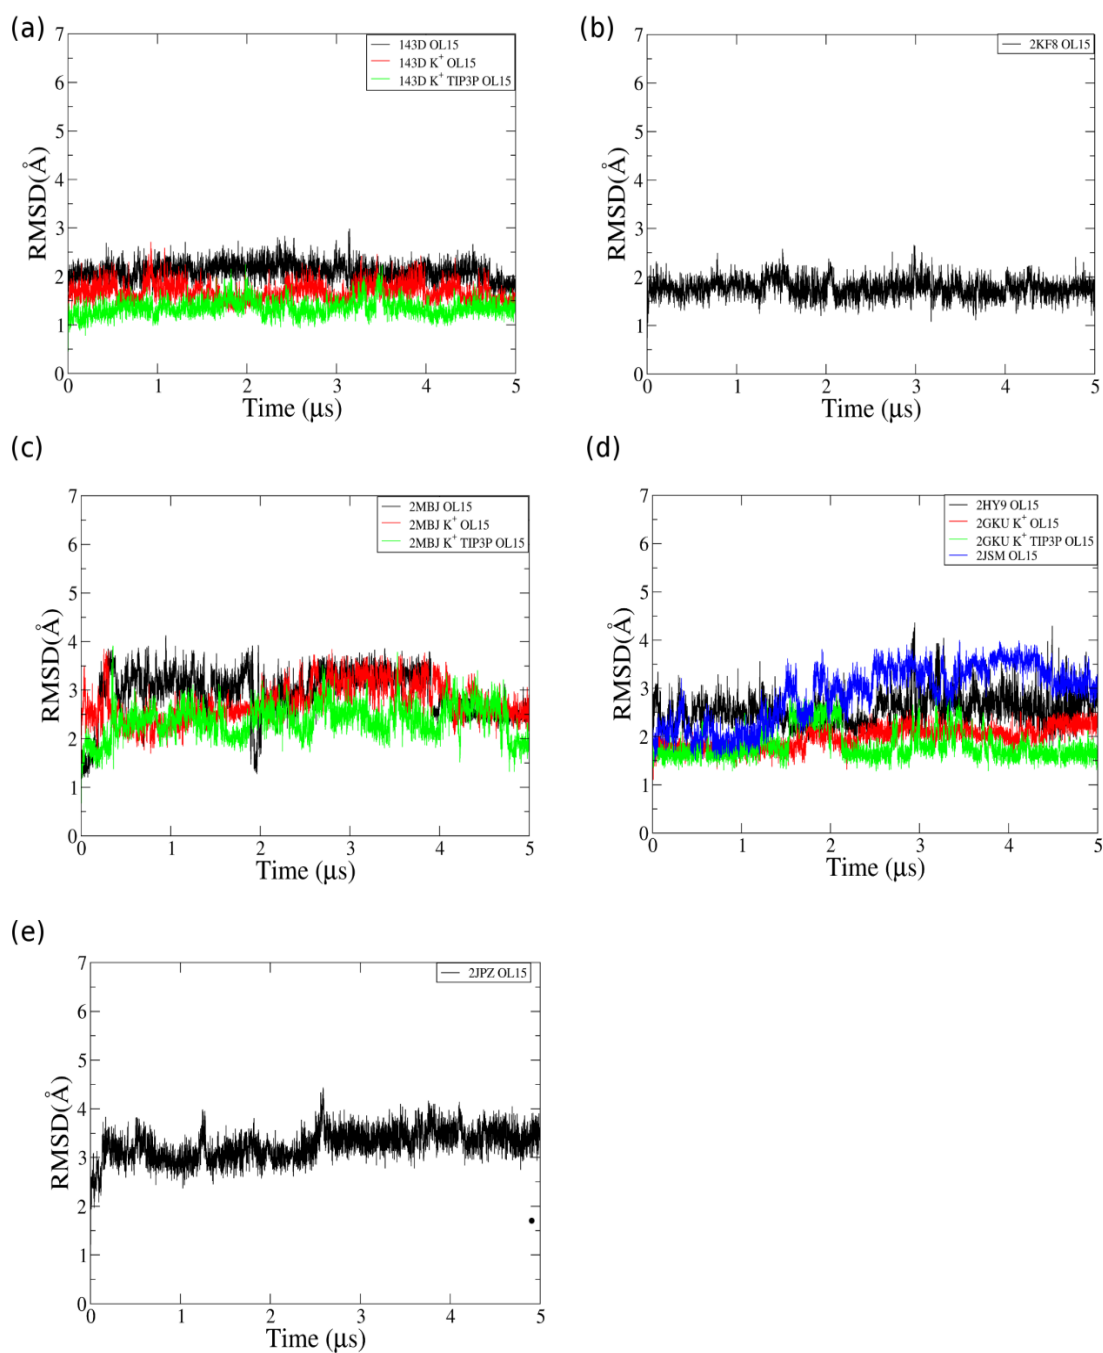 (a)
143D OL15
143D K⁺ OL15
143D K⁺ TIP3P OL15
7
6
5
4
3
2
1
0
RMSD(Å)
0 1 2 3 4 5
Time (µs)
(b)
2KF8 OL15
7
6
5
4
3
2
1
0
RMSD(Å)
0 1 2 3 4 5
Time (µs)
(c)
2MBJ OL15
2MBJ K⁺ OL15
2MBJ K⁺ TIP3P OL15
7
6
5
4
3
2
1
0
RMSD(Å)
0 1 2 3 4 5
Time (µs)
(d)
2HY9 OL15
2GKU K⁺ OL15
2GKU K⁺ TIP3P OL15
2JSM OL15
7
6
5
4
3
2
1
0
RMSD(Å)
0 1 2 3 4 5
Time (µs)
(e)
2JPZ OL15
7
6
5
4
3
2
1
0
RMSD(Å)
0 1 2 3 4 5
Time (µs)